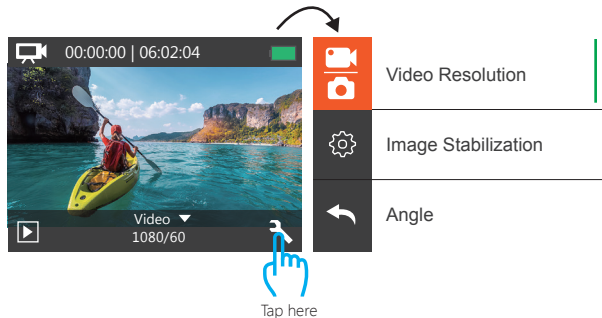 00:00:00 | 06:02:04
Video
1080/60
Tap here
Video Resolution
Image Stabilization
Angle